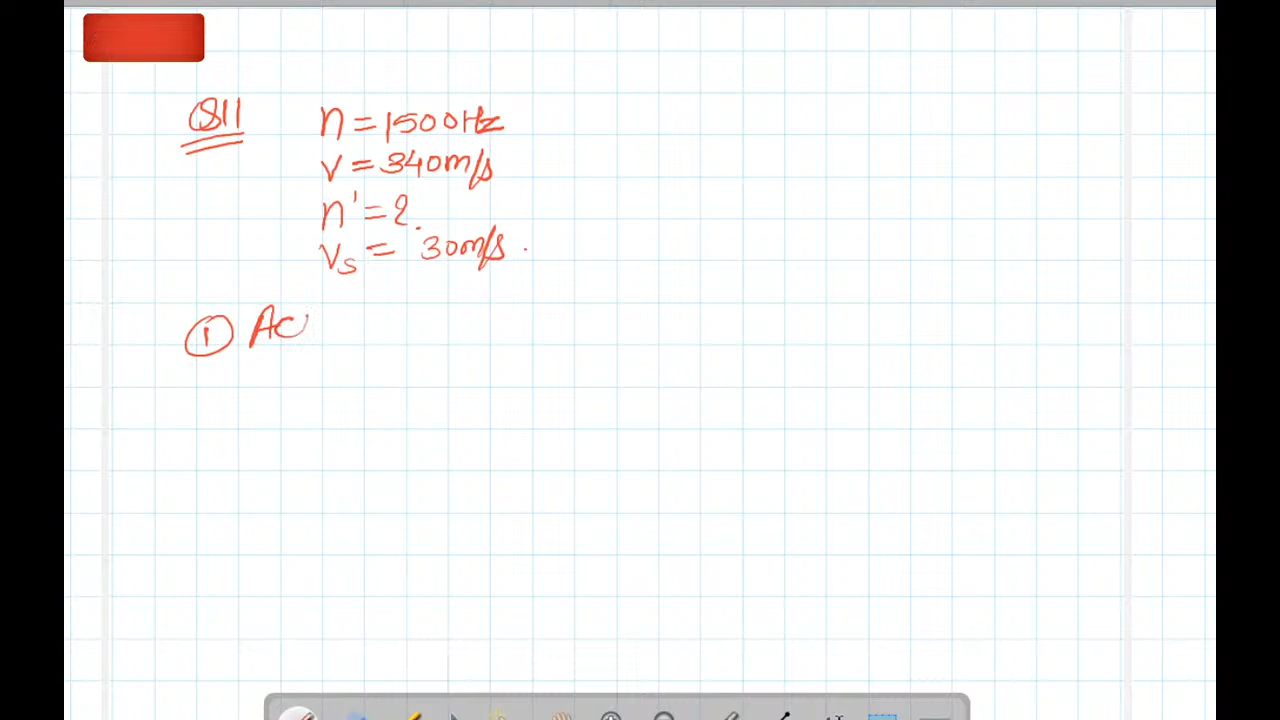 Q11
n = 1500Hz
v = 340m/s
n' = ?
vs = 30m/s.
① AC